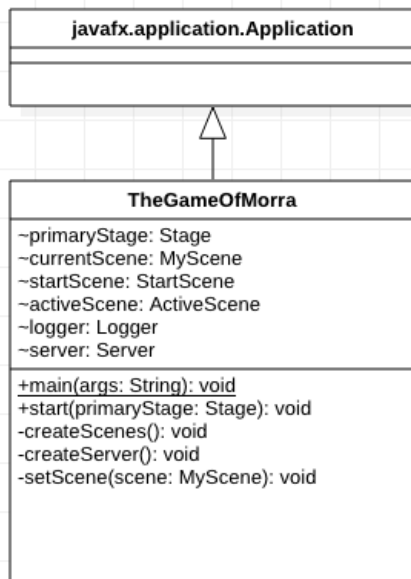 javafx.application.Application
TheGameOfMorra
~primaryStage: Stage
~currentScene: MyScene
~startScene: StartScene
~activeScene: ActiveScene
~logger: Logger
~server: Server
+main(args: String): void
+start(primaryStage: Stage): void
-createScenes(): void
-createServer(): void
-setScene(scene: MyScene): void